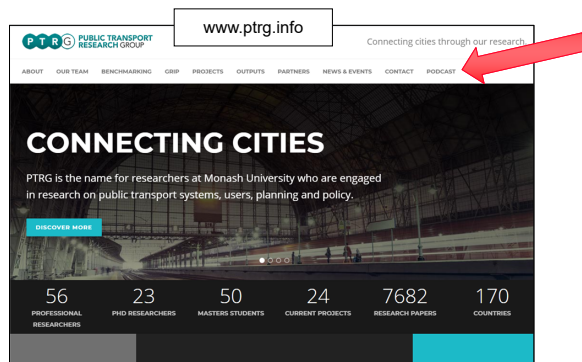 www.ptrg.info
PTRG PUBLIC TRANSPORT
RESEARCH GROUP
Connecting cities through our research.
ABOUT OUR TEAM BENCHMARKING GRIP PROJECTS OUTPUTS PARTNERS NEWS & EVENTS CONTACT PODCAST
CONNECTING CITIES
PTRG is the name for researchers at Monash University who are engaged
in research on public transport systems, users, planning and policy.
DISCOVER MORE
56 23 50 24 7682 170
PROFESSIONAL PHD RESEARCHERS MASTERS STUDENTS CURRENT PROJECTS RESEARCH PAPERS COUNTRIES
RESEARCHERS